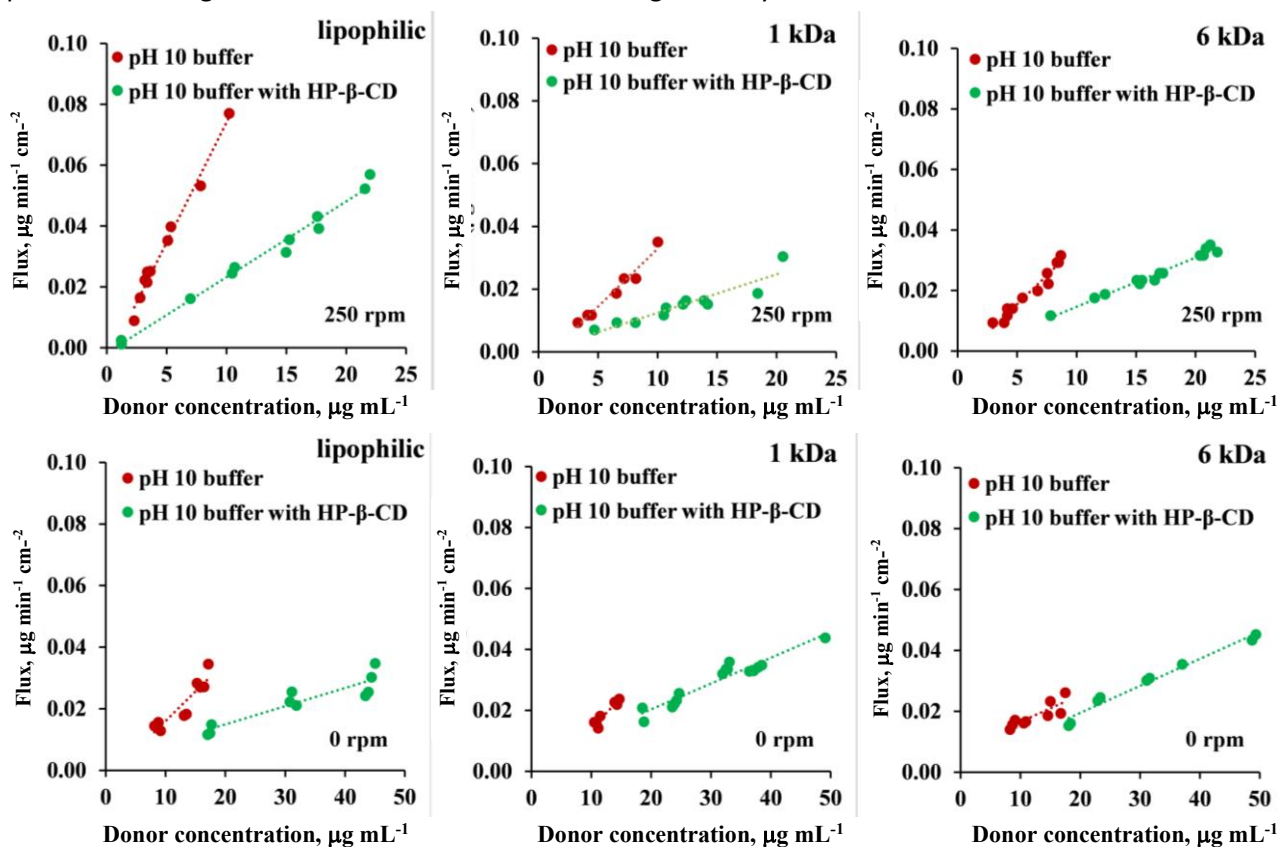 lipophilic
0.10
pH 10 buffer
pH 10 buffer with HP-β-CD
0.08
0.06
0.04
0.02
0.00
Flux, µg min⁻¹ cm-⁻²
250 rpm
0 5 10 15 20 25
Donor concentration, µg mL⁻¹
1 kDa
0.10
pH 10 buffer
pH 10 buffer with HP-β-CD
0.08
0.06
0.04
0.02
0.00
Flux, µg min⁻¹ cm-⁻²
250 rpm
0 5 10 15 20 25
Donor concentration, µg mL⁻¹
6 kDa
0.10
pH 10 buffer
pH 10 buffer with HP-β-CD
0.08
0.06
0.04
0.02
0.00
Flux, µg min⁻¹ cm-⁻²
250 rpm
0 5 10 15 20 25
Donor concentration, µg mL⁻¹
lipophilic
0.10
pH 10 buffer
pH 10 buffer with HP-β-CD
0.08
0.06
0.04
0.02
0.00
Flux, µg min⁻¹ cm-⁻²
0 rpm
0 10 20 30 40 50
Donor concentration, µg mL⁻¹
1 kDa
0.10
pH 10 buffer
pH 10 buffer with HP-β-CD
0.08
0.06
0.04
0.02
0.00
Flux, µg min⁻¹ cm-⁻²
0 rpm
0 10 20 30 40 50
Donor concentration, µg mL⁻¹
6 kDa
0.10
pH 10 buffer
pH 10 buffer with HP-β-CD
0.08
0.06
0.04
0.02
0.00
Flux, µg min⁻¹ cm-⁻²
0 rpm
0 10 20 30 40 50
Donor concentration, µg mL⁻¹